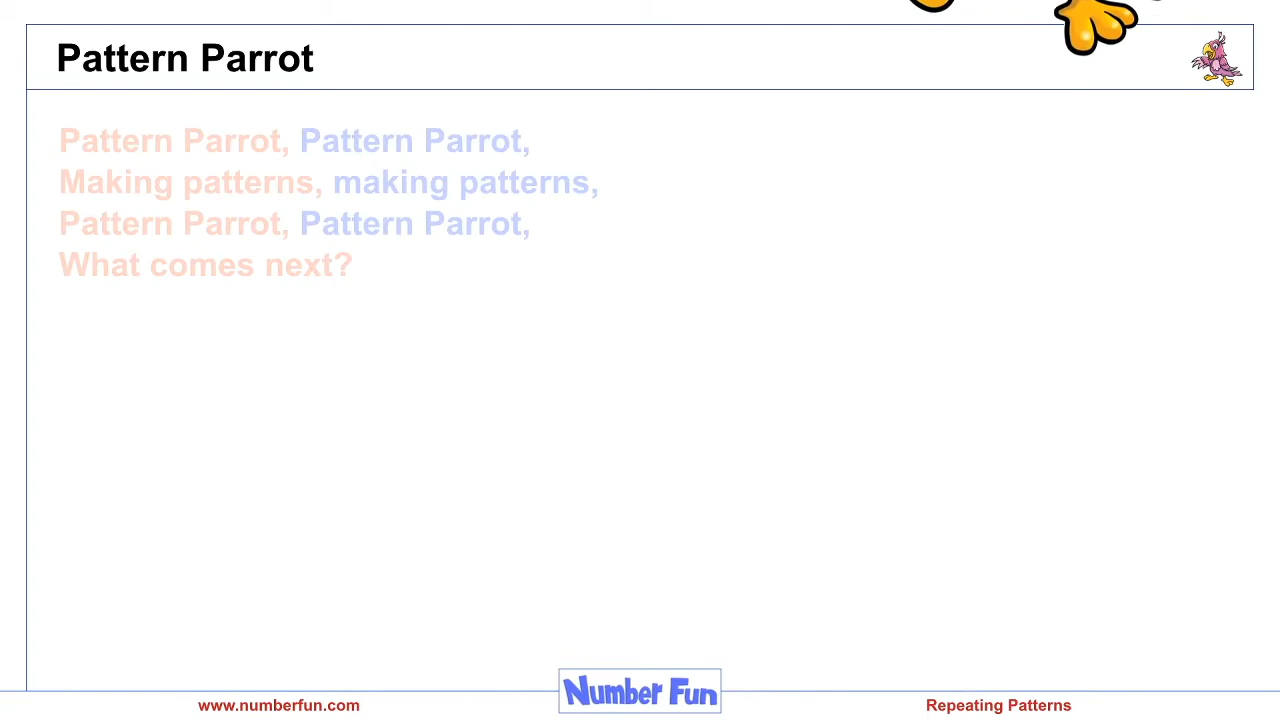 Pattern Parrot
Pattern Parrot, Pattern Parrot,
Making patterns, making patterns,
Pattern Parrot, Pattern Parrot,
What comes next?
www.numberfun.com
Number Fun
Repeating Patterns